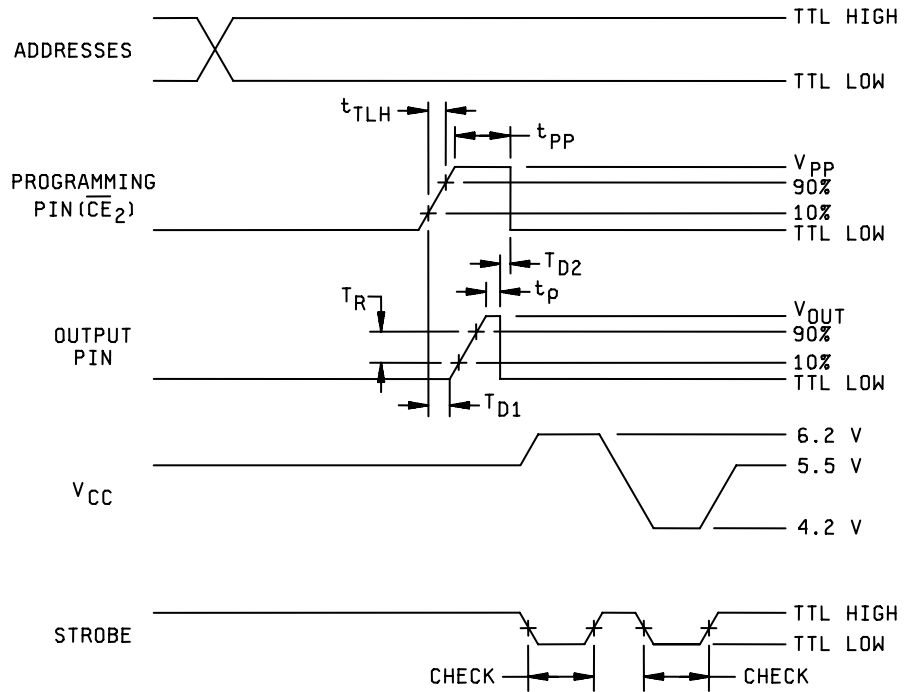 TTL HIGH
ADDRESSES
TTL LOW
tTLH
tPP
PROGRAMMING
PIN(C̅E̅2)
VPP
90%
10%
TTL LOW
TD2
tρ
TR
OUTPUT
PIN
VOUT
90%
10%
TTL LOW
TD1
6.2 V
5.5 V
VCC
4.2 V
TTL HIGH
STROBE
TTL LOW
CHECK
CHECK